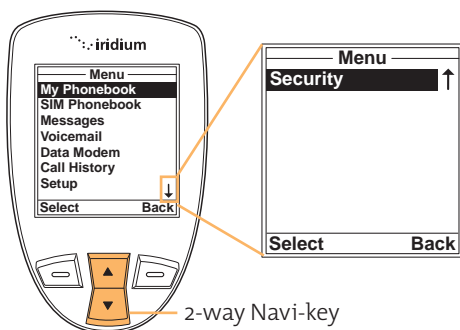 iridium
Menu
My Phonebook
SIM Phonebook
Messages
Voicemail
Data Modem
Call History
Setup
Select Back
Menu
Security
Select Back
2-way Navi-key